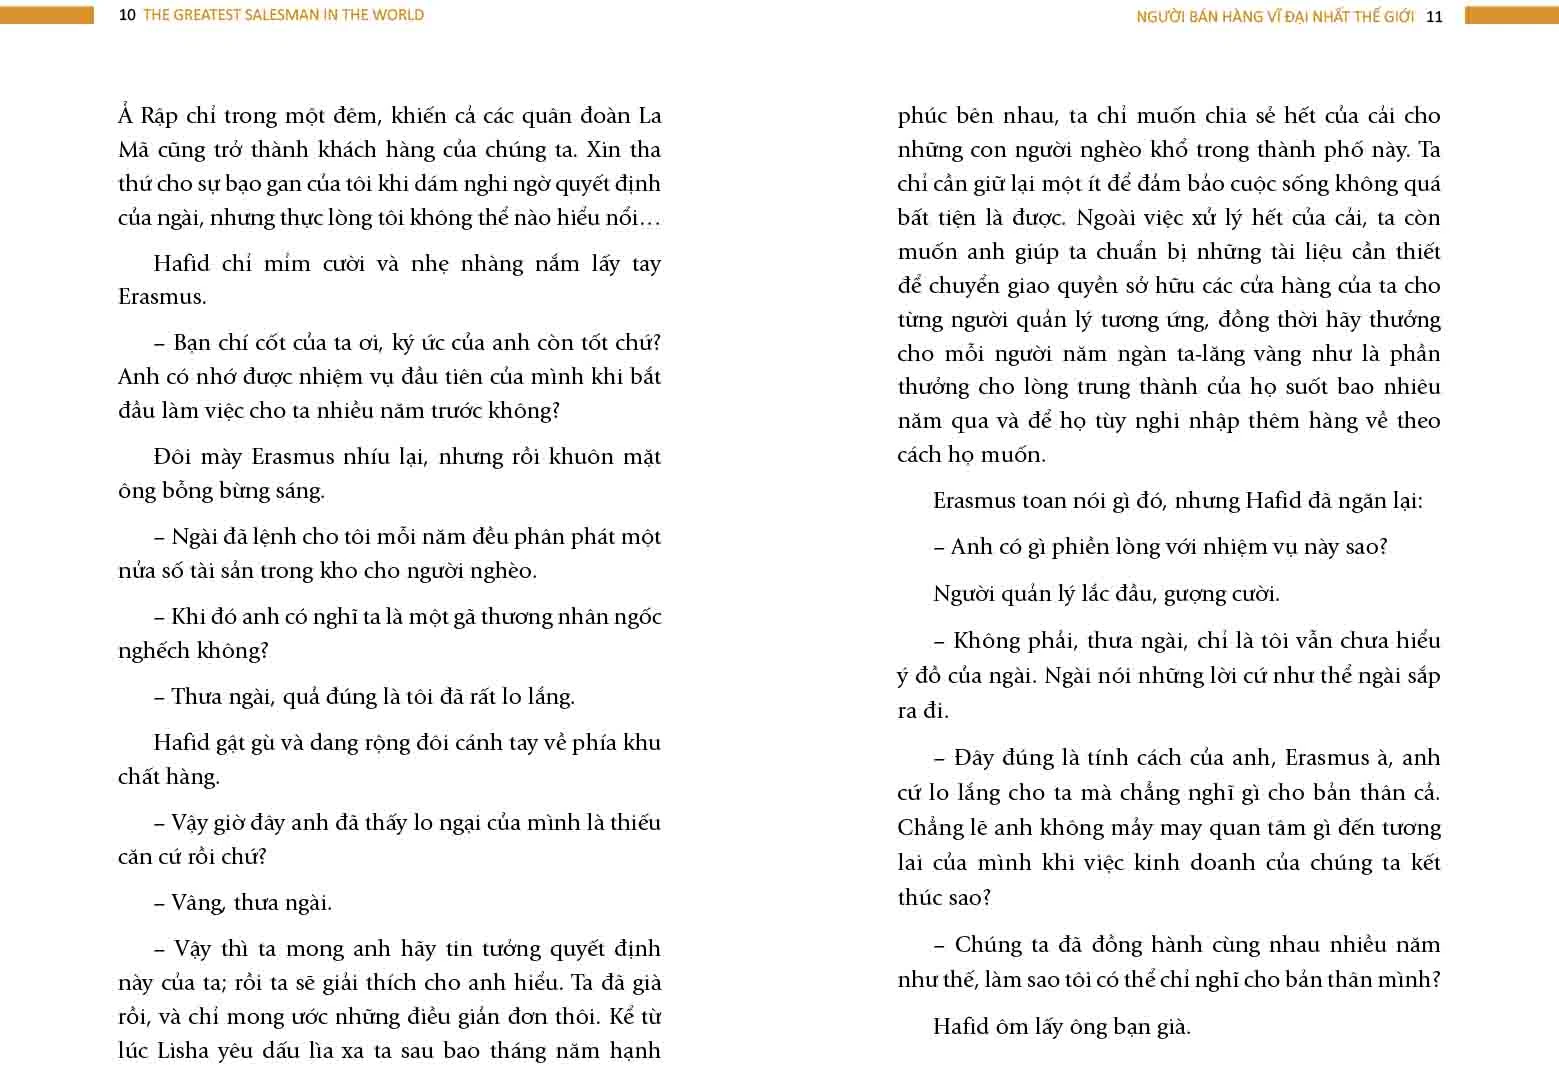 10 THE GREATEST SALESMAN IN THE WORLD
Ả Rập chỉ trong một đêm, khiến cả các quân đoàn La
Mã cũng trở thành khách hàng của chúng ta. Xin tha
thứ cho sự bạo gan của tôi khi dám nghi ngờ quyết định
của ngài, nhưng thực lòng tôi không thể nào hiểu nổi…
Hafid chỉ mỉm cười và nhẹ nhàng nắm lấy tay
Erasmus.
– Bạn chí cốt của ta ơi, ký ức của anh còn tốt chứ?
Anh có nhớ được nhiệm vụ đầu tiên của mình khi bắt
đầu làm việc cho ta nhiều năm trước không?
Đôi mày Erasmus nhíu lại, nhưng rồi khuôn mặt
ông bỗng bừng sáng.
– Ngài đã lệnh cho tôi mỗi năm đều phân phát một
nửa số tài sản trong kho cho người nghèo.
– Khi đó anh có nghĩ ta là một gã thương nhân ngốc
nghếch không?
– Thưa ngài, quả đúng là tôi đã rất lo lắng.
Hafid gật gù và dang rộng đôi cánh tay về phía khu
chất hàng.
– Vậy giờ đây anh đã thấy lo ngại của mình là thiếu
căn cứ rồi chứ?
– Vâng, thưa ngài.
– Vậy thì ta mong anh hãy tin tưởng quyết định
này của ta; rồi ta sẽ giải thích cho anh hiểu. Ta đã già
rồi, và chỉ mong ước những điều giản đơn thôi. Kể từ
lúc Lisha yêu dấu lìa xa ta sau bao tháng năm hạnh
NGƯỜI BÁN HÀNG VĨ ĐẠI NHẤT THẾ GIỚI 11
phúc bên nhau, ta chỉ muốn chia sẻ hết của cải cho
những con người nghèo khổ trong thành phố này. Ta
chỉ cần giữ lại một ít để đảm bảo cuộc sống không quá
bất tiện là được. Ngoài việc xử lý hết của cải, ta còn
muốn anh giúp ta chuẩn bị những tài liệu cần thiết
để chuyển giao quyền sở hữu các cửa hàng của ta cho
từng người quản lý tương ứng, đồng thời hãy thưởng
cho mỗi người năm ngàn ta-lăng vàng như là phần
thưởng cho lòng trung thành của họ suốt bao nhiêu
năm qua và để họ tùy nghi nhập thêm hàng về theo
cách họ muốn.
Erasmus toan nói gì đó, nhưng Hafid đã ngăn lại:
– Anh có gì phiền lòng với nhiệm vụ này sao?
Người quản lý lắc đầu, gượng cười.
– Không phải, thưa ngài, chỉ là tôi vẫn chưa hiểu
ý đồ của ngài. Ngài nói những lời cứ như thể ngài sắp
ra đi.
– Đây đúng là tính cách của anh, Erasmus à, anh
cứ lo lắng cho ta mà chẳng nghĩ gì cho bản thân cả.
Chẳng lẽ anh không mảy may quan tâm gì đến tương
lai của mình khi việc kinh doanh của chúng ta kết
thúc sao?
– Chúng ta đã đồng hành cùng nhau nhiều năm
như thế, làm sao tôi có thể chỉ nghĩ cho bản thân mình?
Hafid ôm lấy ông bạn già.